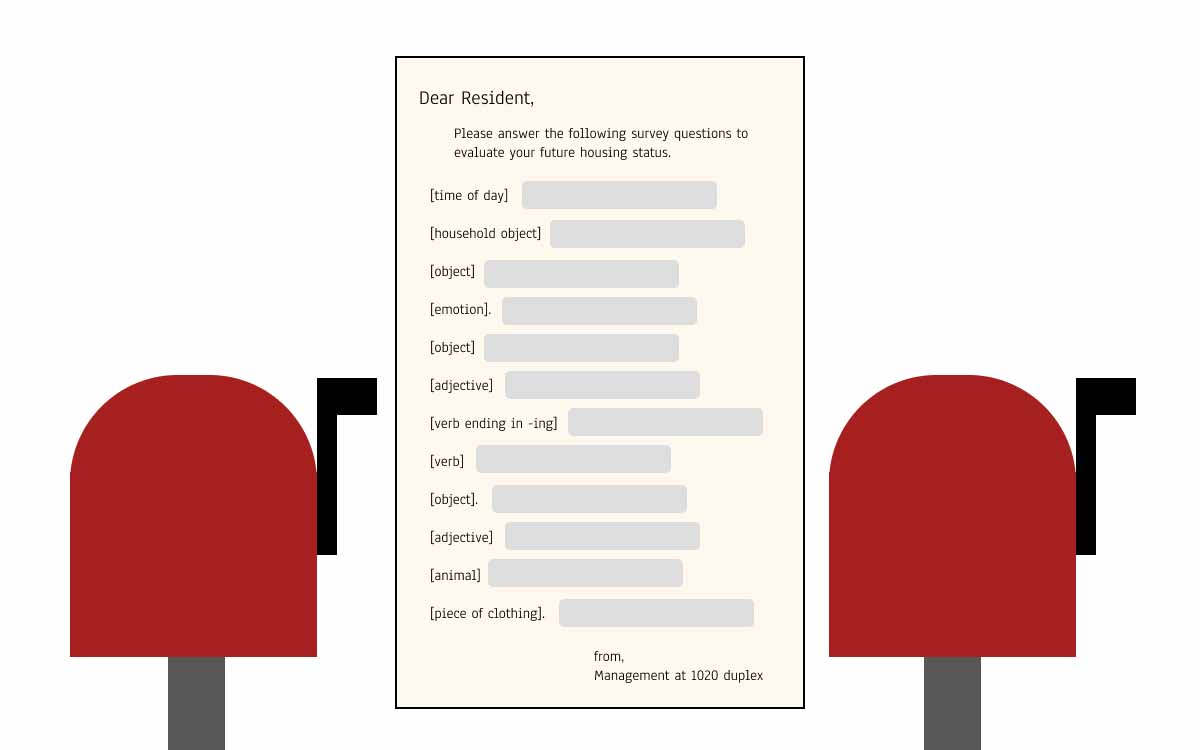 Dear Resident,
Please answer the following survey questions to
evaluate your future housing status.
[time of day]
[household object]
[object]
[emotion].
[object]
[adjective]
[verb ending in -ing]
[verb]
[object].
[adjective]
[animal]
[piece of clothing].
from,
Management at 1020 duplex